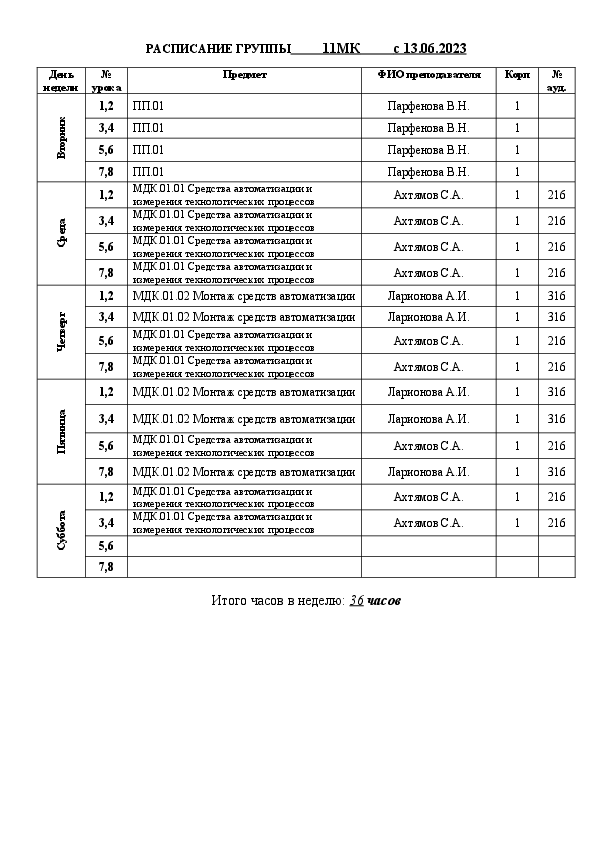 РАСПИСАНИЕ ГРУППЫ 11МК с 13.06.2023
День недели № урока Предмет ФИО преподавателя Корп № ауд.
Вторник
1,2 ПП.01 Парфенова В.Н. 1
3,4 ПП.01 Парфенова В.Н. 1
5,6 ПП.01 Парфенова В.Н. 1
7,8 ПП.01 Парфенова В.Н. 1
Среда
1,2 МДК.01.01 Средства автоматизации и измерения технологических процессов Ахтямов С.А. 1 216
3,4 МДК.01.01 Средства автоматизации и измерения технологических процессов Ахтямов С.А. 1 216
5,6 МДК.01.01 Средства автоматизации и измерения технологических процессов Ахтямов С.А. 1 216
7,8 МДК.01.01 Средства автоматизации и измерения технологических процессов Ахтямов С.А. 1 216
Четверг
1,2 МДК.01.02 Монтаж средств автоматизации Ларионова А.И. 1 316
3,4 МДК.01.02 Монтаж средств автоматизации Ларионова А.И. 1 316
5,6 МДК.01.01 Средства автоматизации и измерения технологических процессов Ахтямов С.А. 1 216
7,8 МДК.01.01 Средства автоматизации и измерения технологических процессов Ахтямов С.А. 1 216
Пятница
1,2 МДК.01.02 Монтаж средств автоматизации Ларионова А.И. 1 316
3,4 МДК.01.02 Монтаж средств автоматизации Ларионова А.И. 1 316
5,6 МДК.01.01 Средства автоматизации и измерения технологических процессов Ахтямов С.А. 1 216
7,8 МДК.01.02 Монтаж средств автоматизации Ларионова А.И. 1 316
Суббота
1,2 МДК.01.01 Средства автоматизации и измерения технологических процессов Ахтямов С.А. 1 216
3,4 МДК.01.01 Средства автоматизации и измерения технологических процессов Ахтямов С.А. 1 216
5,6
7,8
Итого часов в неделю: 36 часов